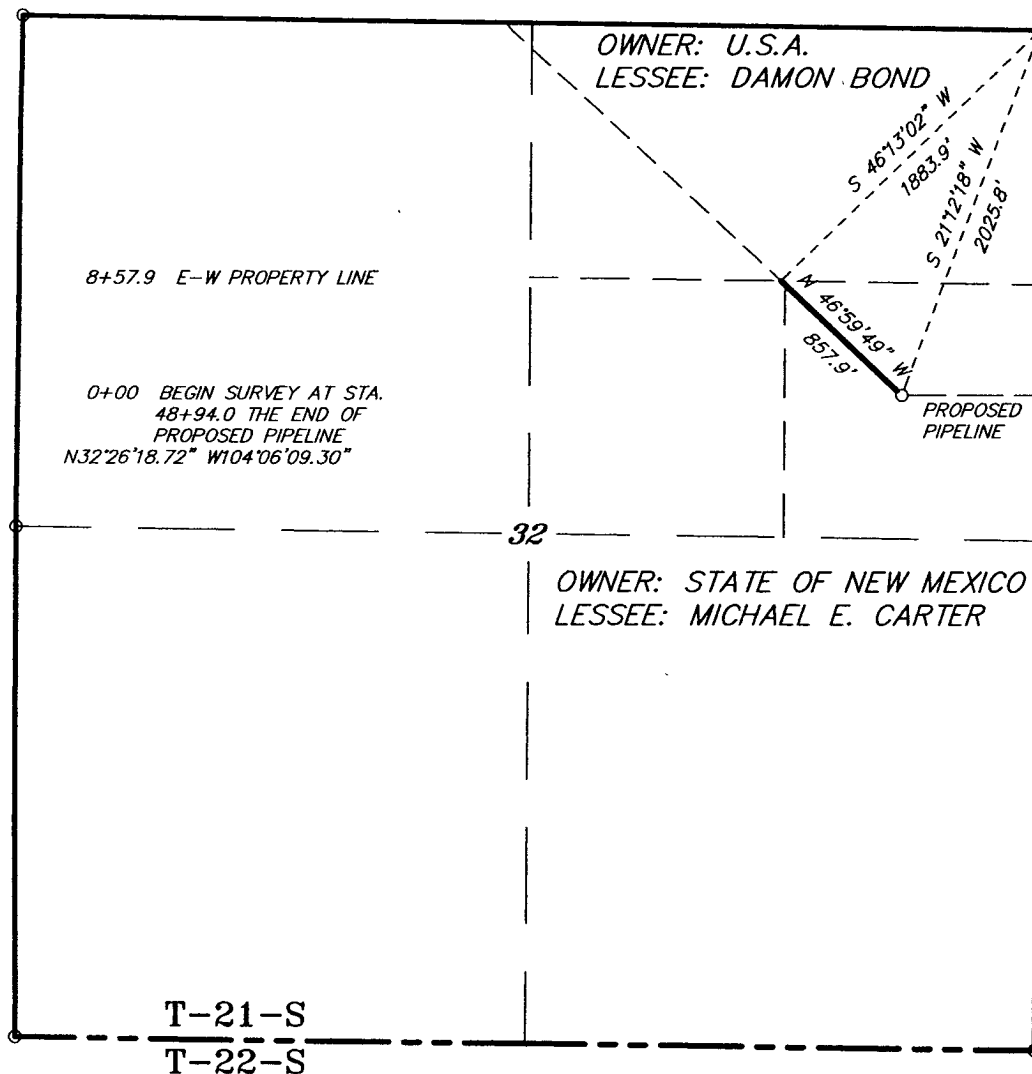 OWNER: U.S.A.
LESSEE: DAMON BOND
S 46°13'02" W
1883.9'
S 21°12'18" W
2025.8'
8+57.9 E-W PROPERTY LINE
N 46°59'49" W
857.9'
0+00 BEGIN SURVEY AT STA.
48+94.0 THE END OF
PROPOSED PIPELINE
N32°26'18.72" W104°06'09.30"
PROPOSED
PIPELINE
32
OWNER: STATE OF NEW MEXICO
LESSEE: MICHAEL E. CARTER
T-21-S
T-22-S